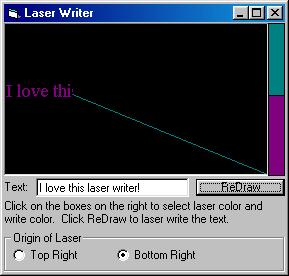 Laser Writer
I love thi
Text: I love this laser writer! ReDraw
Click on the boxes on the right to select laser color and
write color. Click ReDraw to laser write the text.
Origin of Laser
Top Right Bottom Right